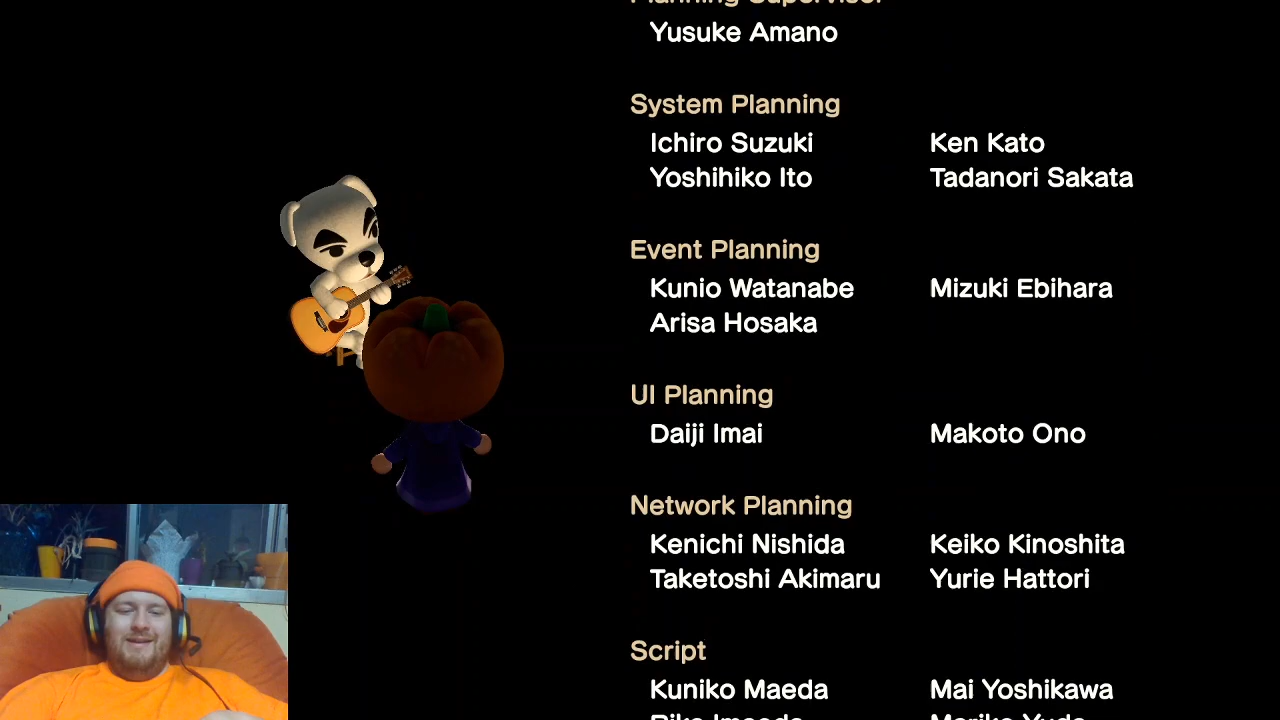 Planning Supervisor
Yusuke Amano
System Planning
Ichiro Suzuki Ken Kato
Yoshihiko Ito Tadanori Sakata
Event Planning
Kunio Watanabe Mizuki Ebihara
Arisa Hosaka
UI Planning
Daiji Imai Makoto Ono
Network Planning
Kenichi Nishida Keiko Kinoshita
Taketoshi Akimaru Yurie Hattori
Script
Kuniko Maeda Mai Yoshikawa